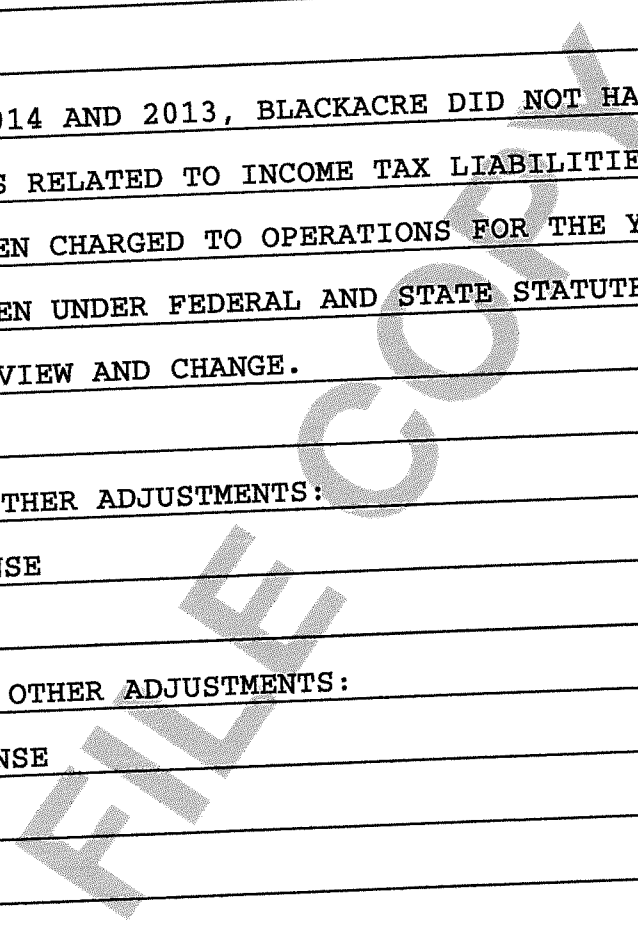 014 AND 2013, BLACKACRE DID NOT HA
S RELATED TO INCOME TAX LIABILITIE
EN CHARGED TO OPERATIONS FOR THE Y
EN UNDER FEDERAL AND STATE STATUTE
VIEW AND CHANGE.
THER ADJUSTMENTS:
NSE
OTHER ADJUSTMENTS:
NSE
FILE COPY